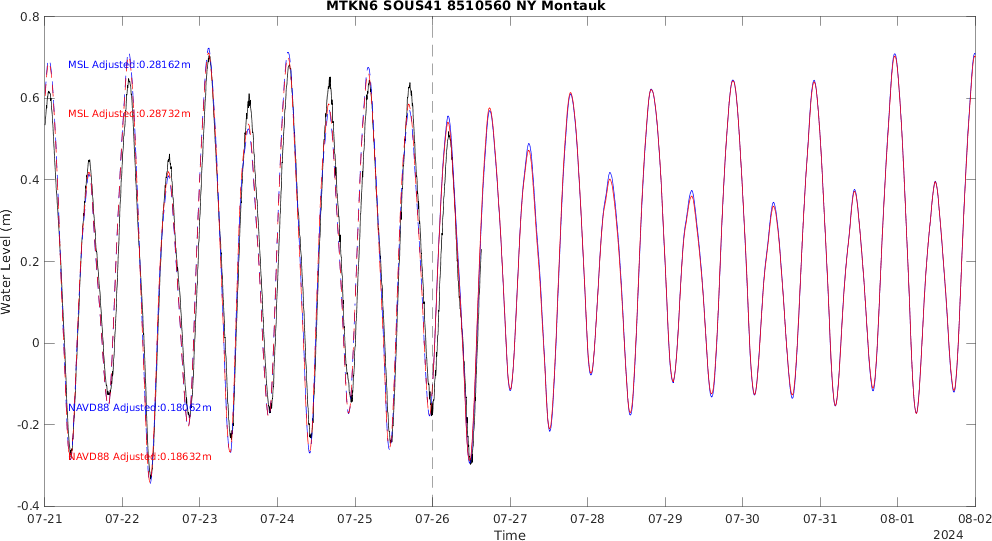 MTKN6 SOUS41 8510560 NY Montauk
0.8
MSL Adjusted:0.28162m
0.6
MSL Adjusted:0.28732m
0.4
0.2
Water Level (m)
0
NAVD88 Adjusted:0.18062m
-0.2
NAVD88 Adjusted:0.18632m
-0.4
07-21 07-22 07-23 07-24 07-25 07-26 07-27 07-28 07-29 07-30 07-31 08-01 08-02
Time
2024